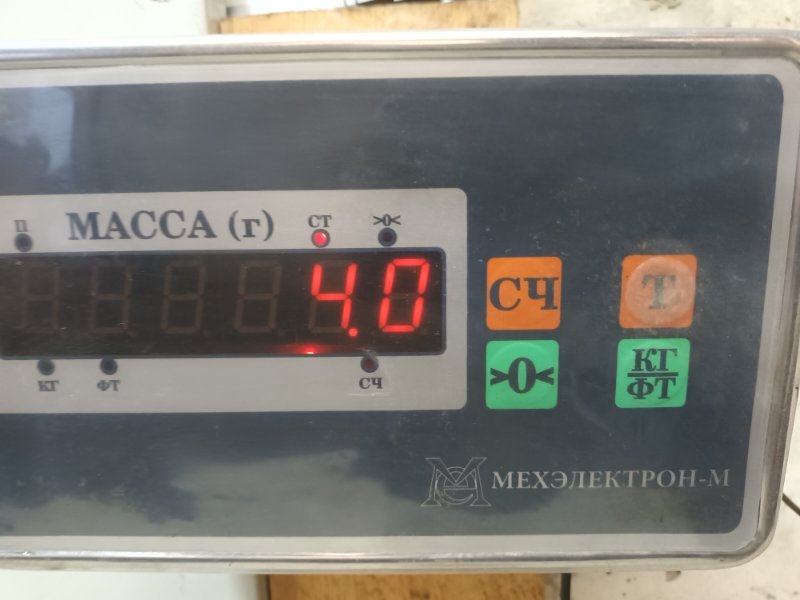 П МАССА (г) СТ >0<
4.0
КГ ФТ СЧ
СЧ Т
>0< КГ
ФТ
МЕХЭЛЕКТРОН-М